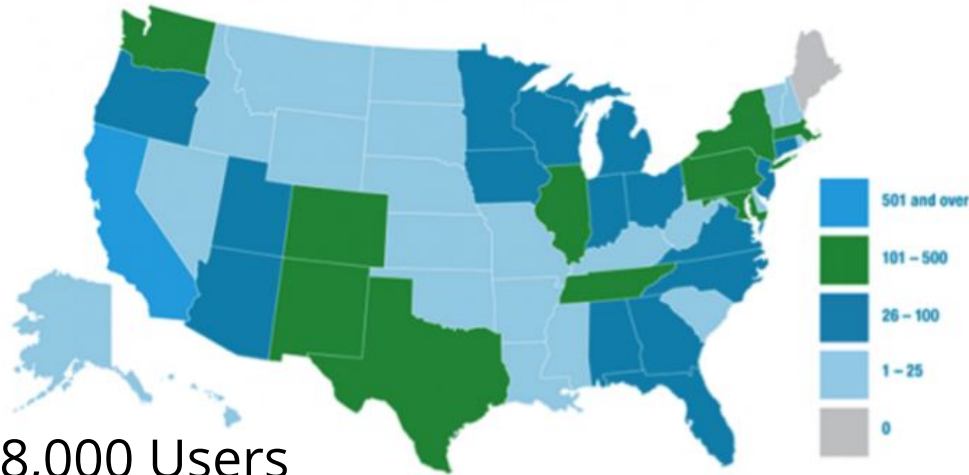 501 and over
101 – 500
26 – 100
1 – 25
0
8,000 Users